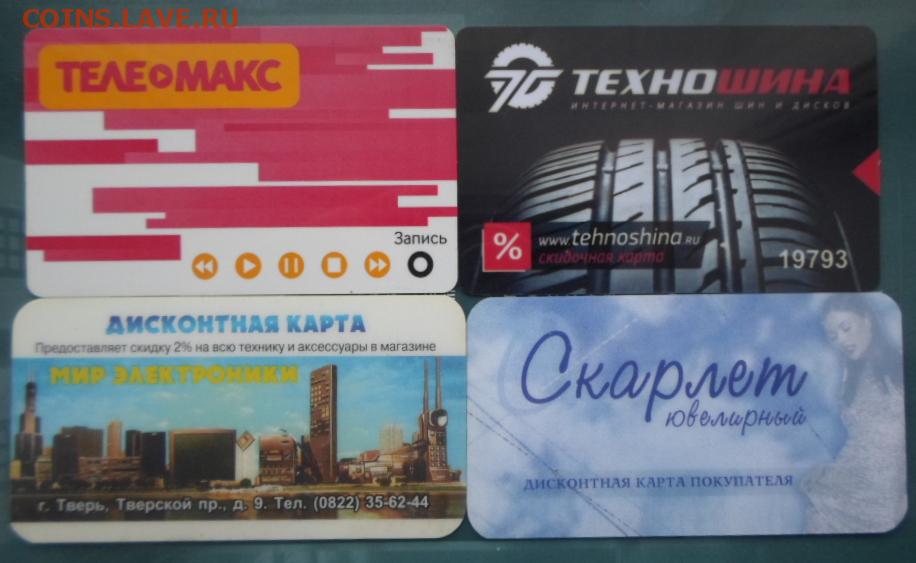 COINS.LAVE.RU
ТЕЛЕМАКС
Запись
ТЕХНОШИНА
ИНТЕРНЕТ-МАГАЗИН ШИН И ДИСКОВ
%
www.tehnoshina.ru
скидочная карта
19793
ДИСКОНТНАЯ КАРТА
Предоставляет скидку 2% на всю технику и аксессуары в магазине
МИР ЭЛЕКТРОНИКИ
г. Тверь, Тверской пр., д. 9. Тел. (0822) 35-62-44
Скарлет
ювелирный
ДИСКОНТНАЯ КАРТА ПОКУПАТЕЛЯ